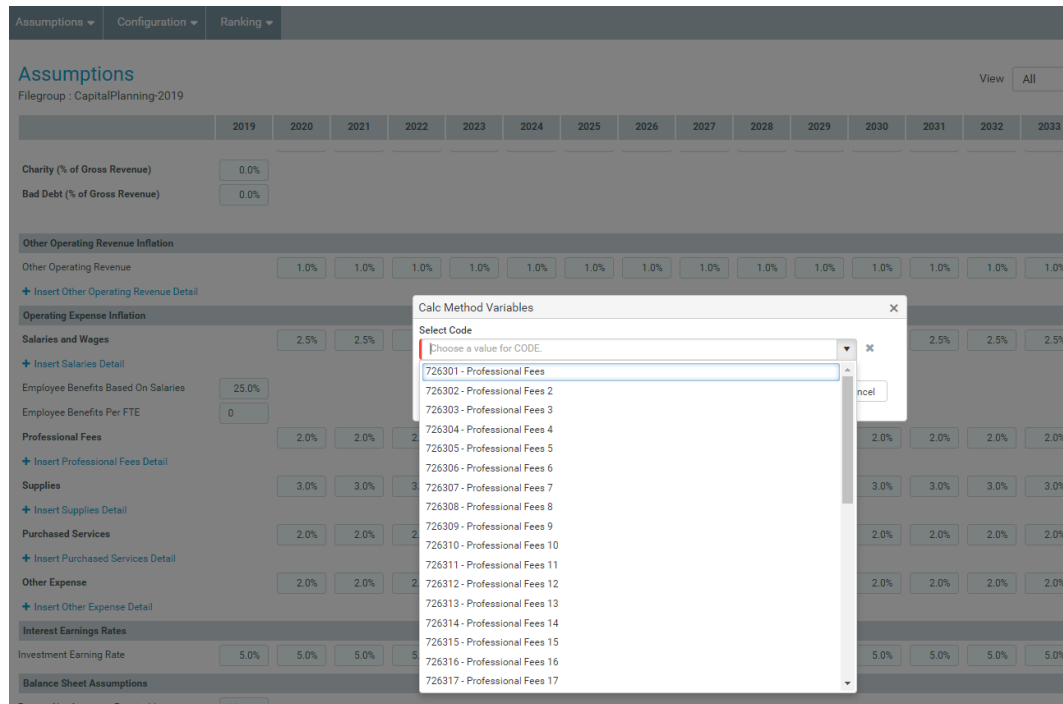 Assumptions Configuration Ranking
Assumptions
View All
Filegroup : CapitalPlanning-2019
2019 2020 2021 2022 2023 2024 2025 2026 2027 2028 2029 2030 2031 2032 2033
Charity (% of Gross Revenue) 0.0%
Bad Debt (% of Gross Revenue) 0.0%
Other Operating Revenue Inflation
Other Operating Revenue 1.0% 1.0% 1.0% 1.0% 1.0% 1.0% 1.0% 1.0% 1.0% 1.0% 1.0% 1.0% 1.0% 1.0%
+ Insert Other Operating Revenue Detail
Operating Expense Inflation
Salaries and Wages 2.5% 2.5% 2.5% 2.5% 2.5%
+ Insert Salaries Detail
Employee Benefits Based On Salaries 25.0%
Employee Benefits Per FTE 0
Professional Fees 2.0% 2.0% 2.0% 2.0% 2.0% 2.0%
+ Insert Professional Fees Detail
Supplies 3.0% 3.0% 3.0% 3.0% 3.0% 3.0%
+ Insert Supplies Detail
Purchased Services 2.0% 2.0% 2.0% 2.0% 2.0% 2.0%
+ Insert Purchased Services Detail
Other Expense 2.0% 2.0% 2.0% 2.0% 2.0% 2.0%
+ Insert Other Expense Detail
Interest Earnings Rates
Investment Earning Rate 5.0% 5.0% 5.0% 5.0% 5.0% 5.0% 5.0%
Balance Sheet Assumptions
Calc Method Variables
Select Code
Choose a value for CODE.
726301 - Professional Fees
726302 - Professional Fees 2
726303 - Professional Fees 3
726304 - Professional Fees 4
726305 - Professional Fees 5
726306 - Professional Fees 6
726307 - Professional Fees 7
726308 - Professional Fees 8
726309 - Professional Fees 9
726310 - Professional Fees 10
726311 - Professional Fees 11
726312 - Professional Fees 12
726313 - Professional Fees 13
726314 - Professional Fees 14
726315 - Professional Fees 15
726316 - Professional Fees 16
726317 - Professional Fees 17
ncel